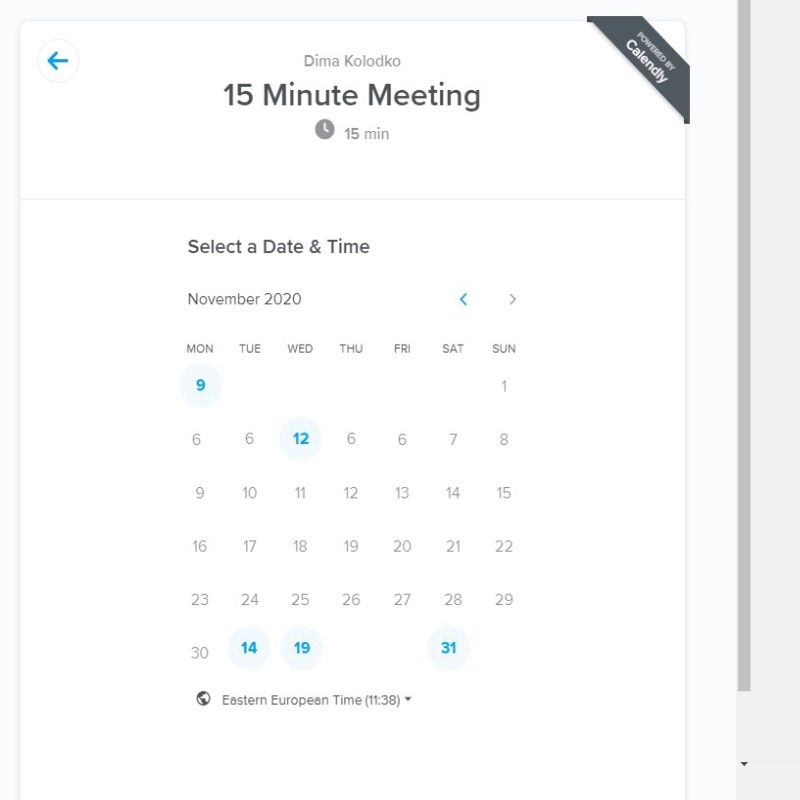 POWERED BY
Calendly
Dima Kolodko
15 Minute Meeting
15 min
Select a Date & Time
November 2020
MON TUE WED THU FRI SAT SUN
9 1
6 6 12 6 6 7 8
9 10 11 12 13 14 15
16 17 18 19 20 21 22
23 24 25 26 27 28 29
30 14 19 31
Eastern European Time (11:38)